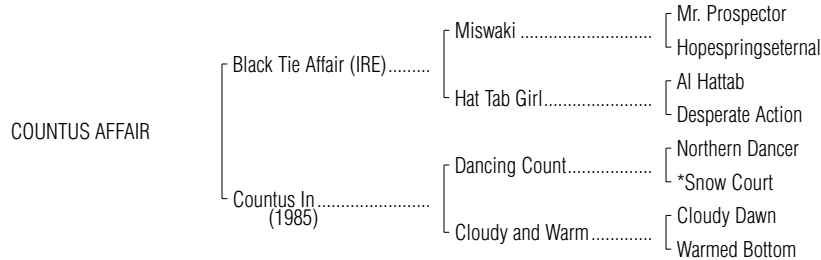 Mr. Prospector
Miswaki ............................
Hopespringseternal
Black Tie Affair (IRE).........
Al Hattab
Hat Tab Girl.......................
Desperate Action
COUNTUS AFFAIR
Northern Dancer
Dancing Count..................
*Snow Court
Countus In........................
(1985)
Cloudy Dawn
Cloudy and Warm.............
Warmed Bottom